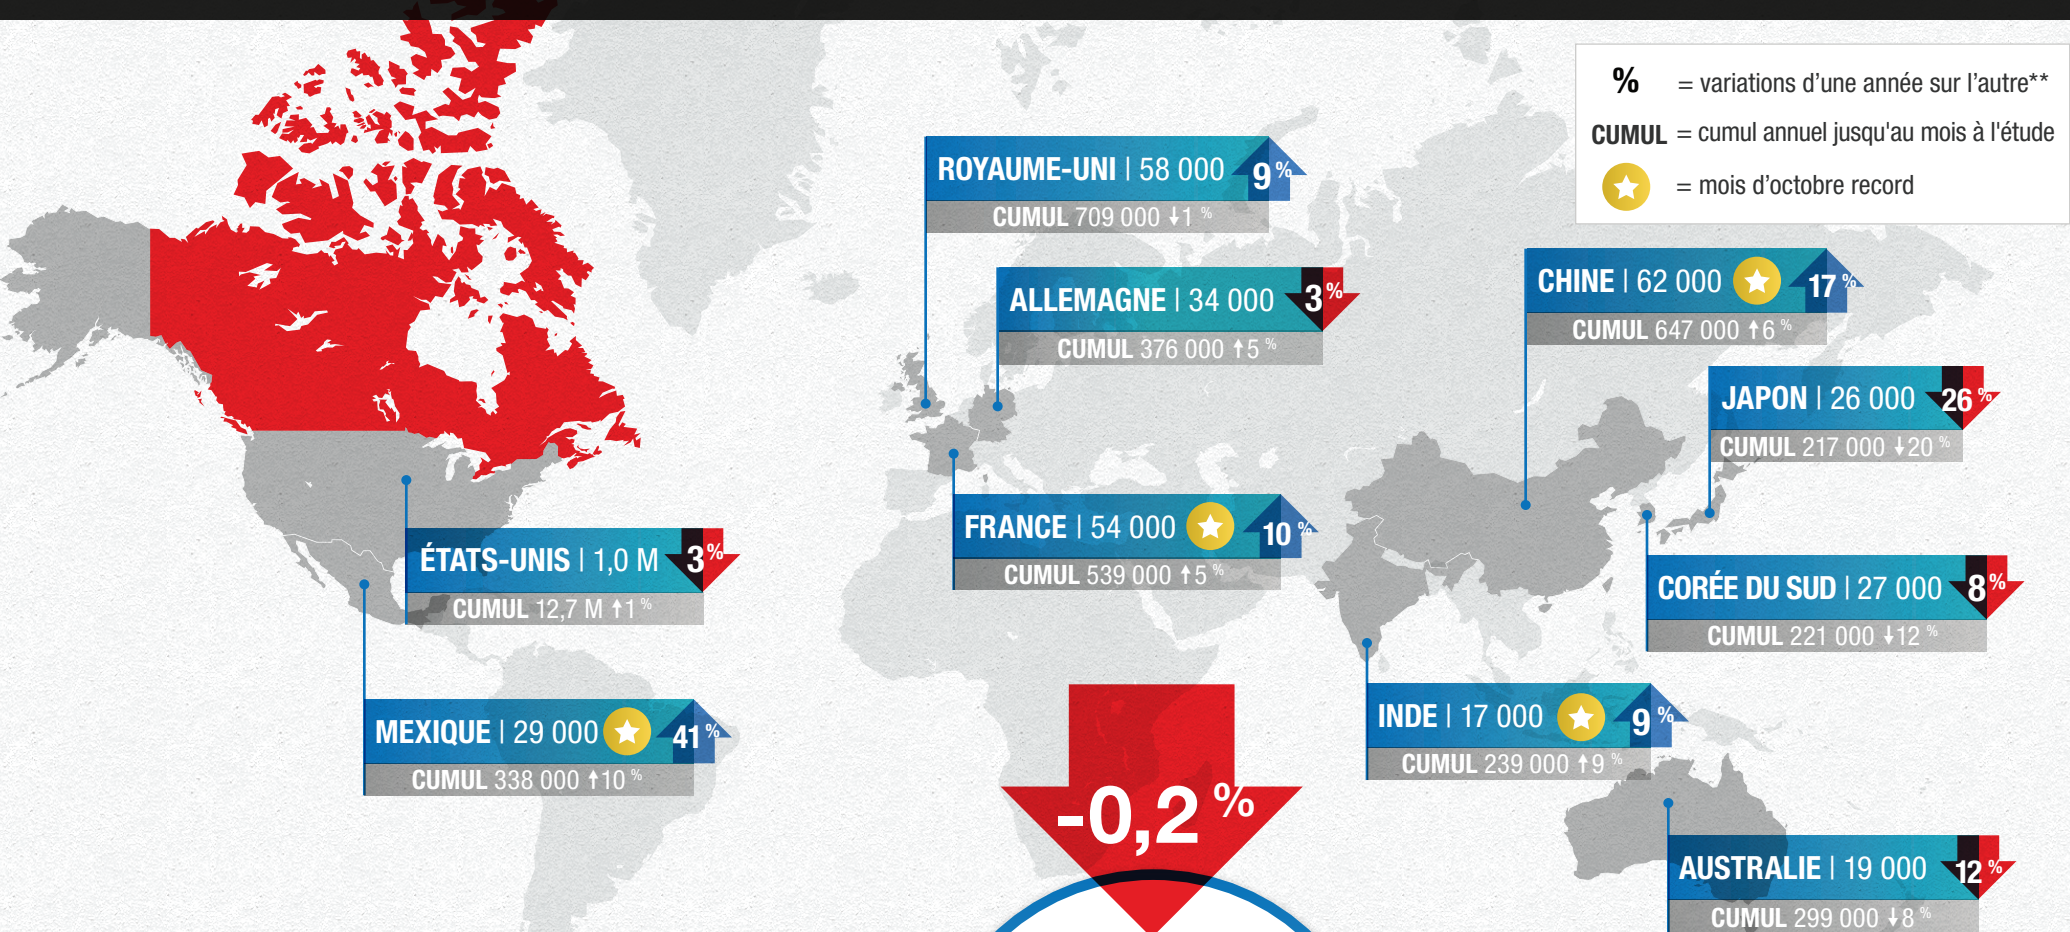 % = variations d'une année sur l'autre**
CUMUL = cumul annuel jusqu'au mois à l'étude
= mois d'octobre record
ROYAUME-UNI | 58 000 9 %
CUMUL 709 000 ↓1 %
ALLEMAGNE | 34 000 3 %
CUMUL 376 000 ↑5 %
CHINE | 62 000 17 %
CUMUL 647 000 ↑6 %
JAPON | 26 000 26 %
CUMUL 217 000 ↓20 %
FRANCE | 54 000 10 %
CUMUL 539 000 ↑5 %
ÉTATS-UNIS | 1,0 M 3 %
CUMUL 12,7 M ↑1 %
CORÉE DU SUD | 27 000 8 %
CUMUL 221 000 ↓12 %
MEXIQUE | 29 000 41 %
CUMUL 338 000 ↑10 %
INDE | 17 000 9 %
CUMUL 239 000 ↑9 %
-0,2 %
AUSTRALIE | 19 000 12 %
CUMUL 299 000 ↓8 %